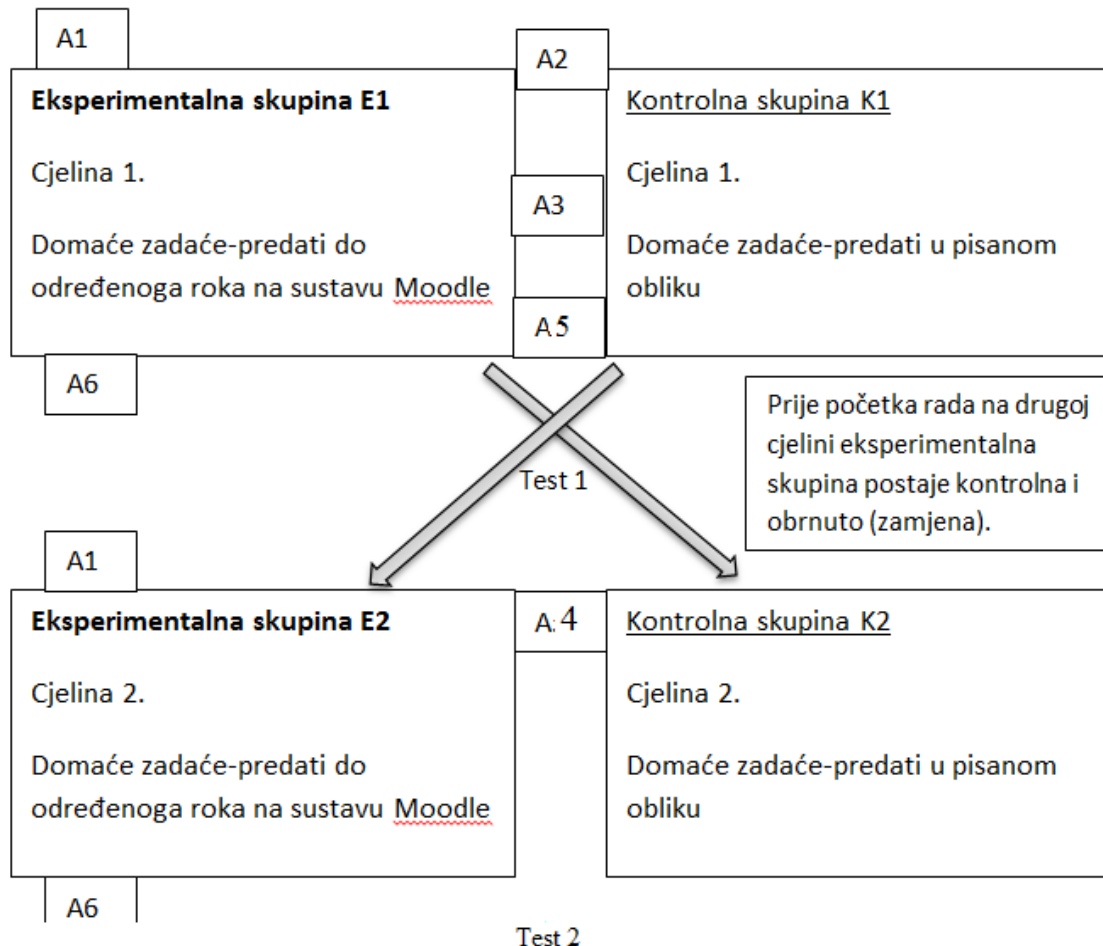 A1
A2
Eksperimentalna skupina E1
Cjelina 1.
Domaće zadaće-predati do
određenoga roka na sustavu Moodle
A3
A5
Kontrolna skupina K1
Cjelina 1.
Domaće zadaće-predati u pisanom
obliku
A6
Test 1
Prije početka rada na drugoj
cjelini eksperimentalna
skupina postaje kontrolna i
obrnuto (zamjena).
A1
Eksperimentalna skupina E2
Cjelina 2.
Domaće zadaće-predati do
određenoga roka na sustavu Moodle
A:4
Kontrolna skupina K2
Cjelina 2.
Domaće zadaće-predati u pisanom
obliku
A6
Test 2